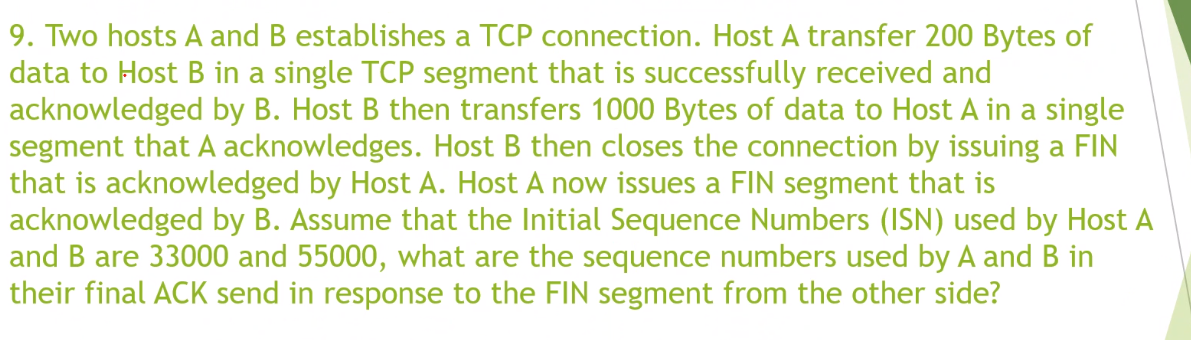 9. Two hosts A and B establishes a TCP connection. Host A transfer 200 Bytes of
data to Host B in a single TCP segment that is successfully received and
acknowledged by B. Host B then transfers 1000 Bytes of data to Host A in a single
segment that A acknowledges. Host B then closes the connection by issuing a FIN
that is acknowledged by Host A. Host A now issues a FIN segment that is
acknowledged by B. Assume that the Initial Sequence Numbers (ISN) used by Host A
and B are 33000 and 55000, what are the sequence numbers used by A and B in
their final ACK send in response to the FIN segment from the other side?